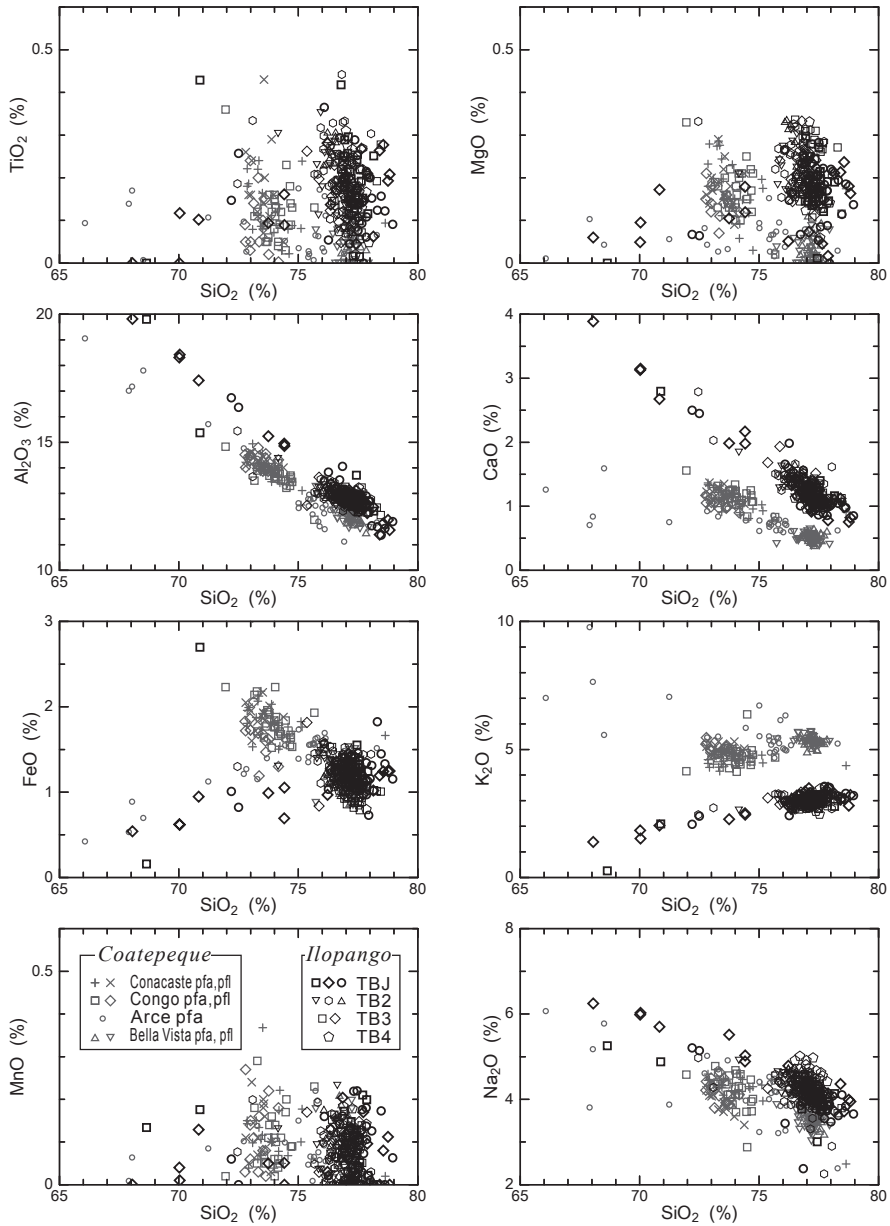 0.5
0
TiO2 (%)
65 70 75 80
SiO2 (%)
0.5
0
MgO (%)
65 70 75 80
SiO2 (%)
20
15
10
Al2O3 (%)
65 70 75 80
SiO2 (%)
4
3
2
1
0
CaO (%)
65 70 75 80
SiO2 (%)
3
2
1
0
FeO (%)
65 70 75 80
SiO2 (%)
10
5
0
K2O (%)
65 70 75 80
SiO2 (%)
0.5
0
MnO (%)
Coatepeque
Conacaste pfa,pfl
Congo pfa,pfl
Arce pfa
Bella Vista pfa, pfl
Ilopango
TBJ
TB2
TB3
TB4
65 70 75 80
SiO2 (%)
8
6
4
2
Na2O (%)
65 70 75 80
SiO2 (%)